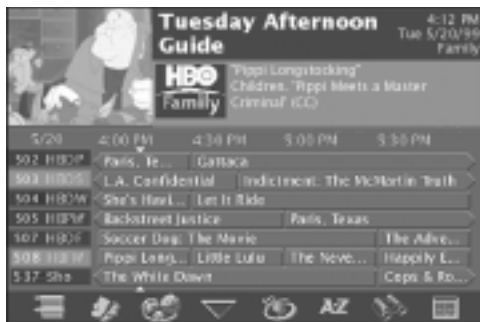 Tuesday Afternoon
Guide
4:12 PM
Tue 5/20/99
Family
HBO
Family
"Pippi Longstocking"
Children. "Pippi Meets a Master
Criminal" (CC)
5/20 4:00 PM 4:30 PM 5:00 PM 5:30 PM
502 HBOP Paris, Te... Gattaca
503 L.A. Confidential Indictment: The McMartin Truth
504 HBOW She's Havi... Let It Ride
505 Backstreet Justice Paris, Texas
507 HBOF Soccer Dog: The Movie The Adve...
508 Pippi Long... Little Lulu The Neve... Happily L...
537 Sho The White Dawn Cops & Ro...
A-Z